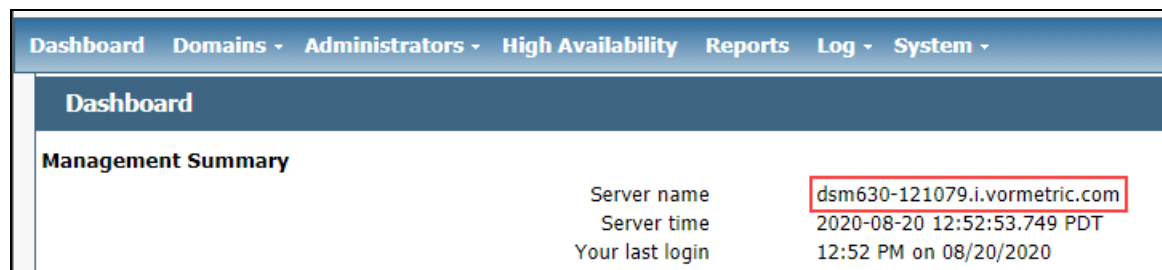 Dashboard Domains Administrators High Availability Reports Log System
Dashboard
Management Summary
Server name dsm630-121079.i.vormetric.com
Server time 2020-08-20 12:52:53.749 PDT
Your last login 12:52 PM on 08/20/2020